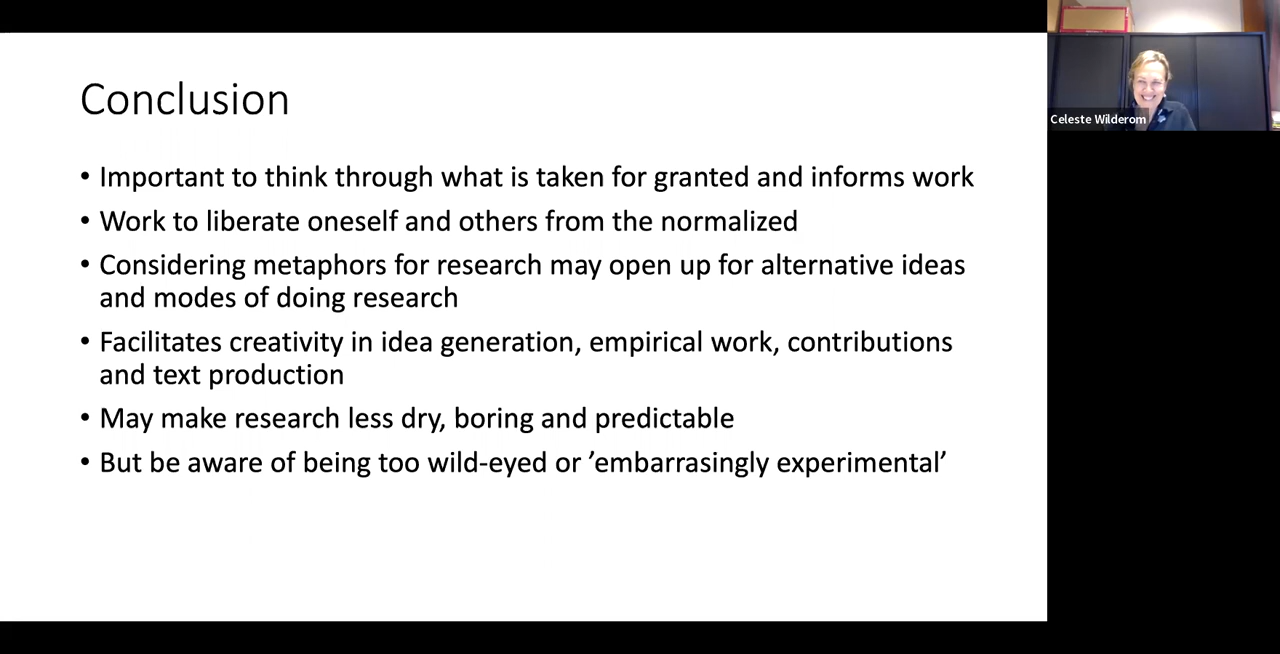 Conclusion
• Important to think through what is taken for granted and informs work
• Work to liberate oneself and others from the normalized
• Considering metaphors for research may open up for alternative ideas
and modes of doing research
• Facilitates creativity in idea generation, empirical work, contributions
and text production
• May make research less dry, boring and predictable
• But be aware of being too wild-eyed or ’embarrasingly experimental’
Celeste Wilderom